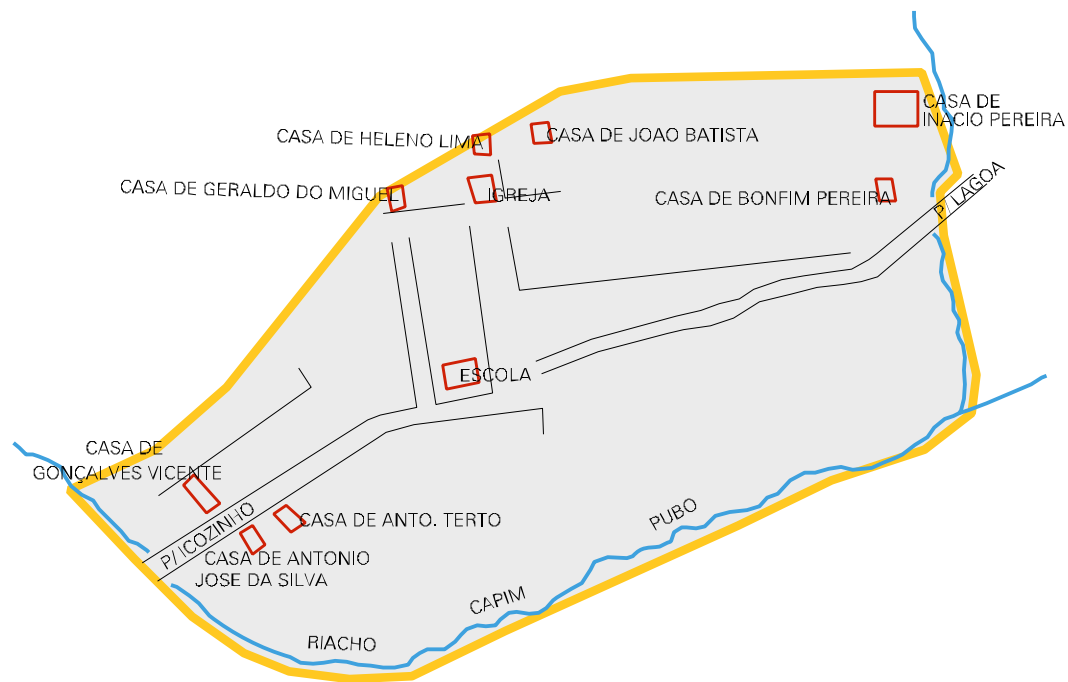 CASA DE
INACIO PEREIRA
CASA DE HELENO LIMA
CASA DE JOAO BATISTA
CASA DE GERALDO DO MIGUEL
IGREJA
CASA DE BONFIM PEREIRA
P/ LAGOA
ESCOLA
CASA DE
GONÇALVES VICENTE
P/ ICOZINHO
CASA DE ANTO. TERTO
CASA DE ANTONIO
JOSE DA SILVA
RIACHO
CAPIM
PUBO